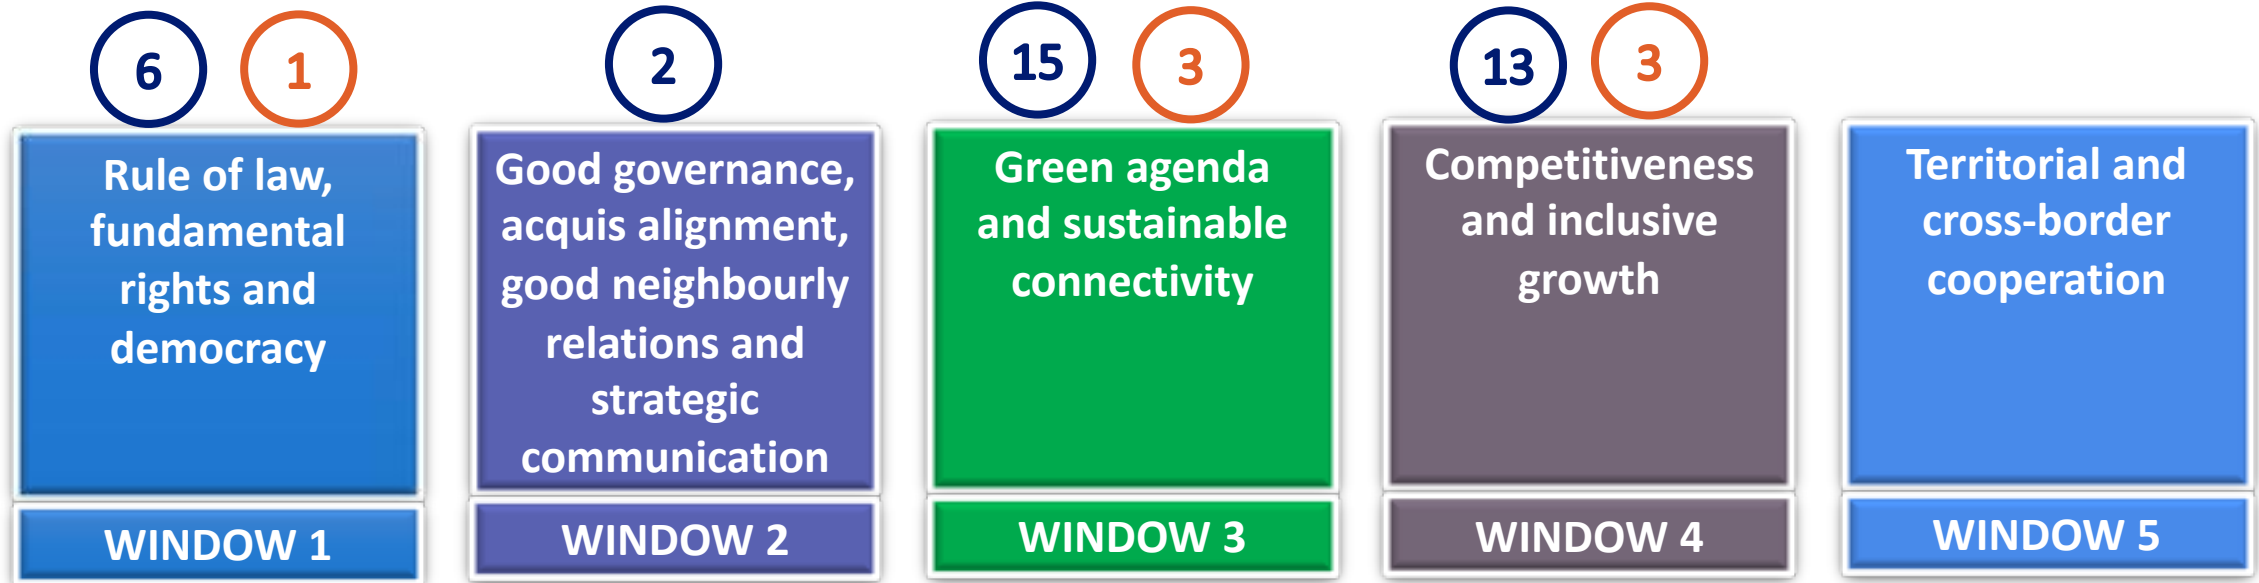 6
1
Rule of law,
fundamental
rights and
democracy
WINDOW 1
2
Good governance,
acquis alignment,
good neighbourly
relations and
strategic
communication
WINDOW 2
15
3
Green agenda
and sustainable
connectivity
WINDOW 3
13
3
Competitiveness
and inclusive
growth
WINDOW 4
Territorial and
cross-border
cooperation
WINDOW 5